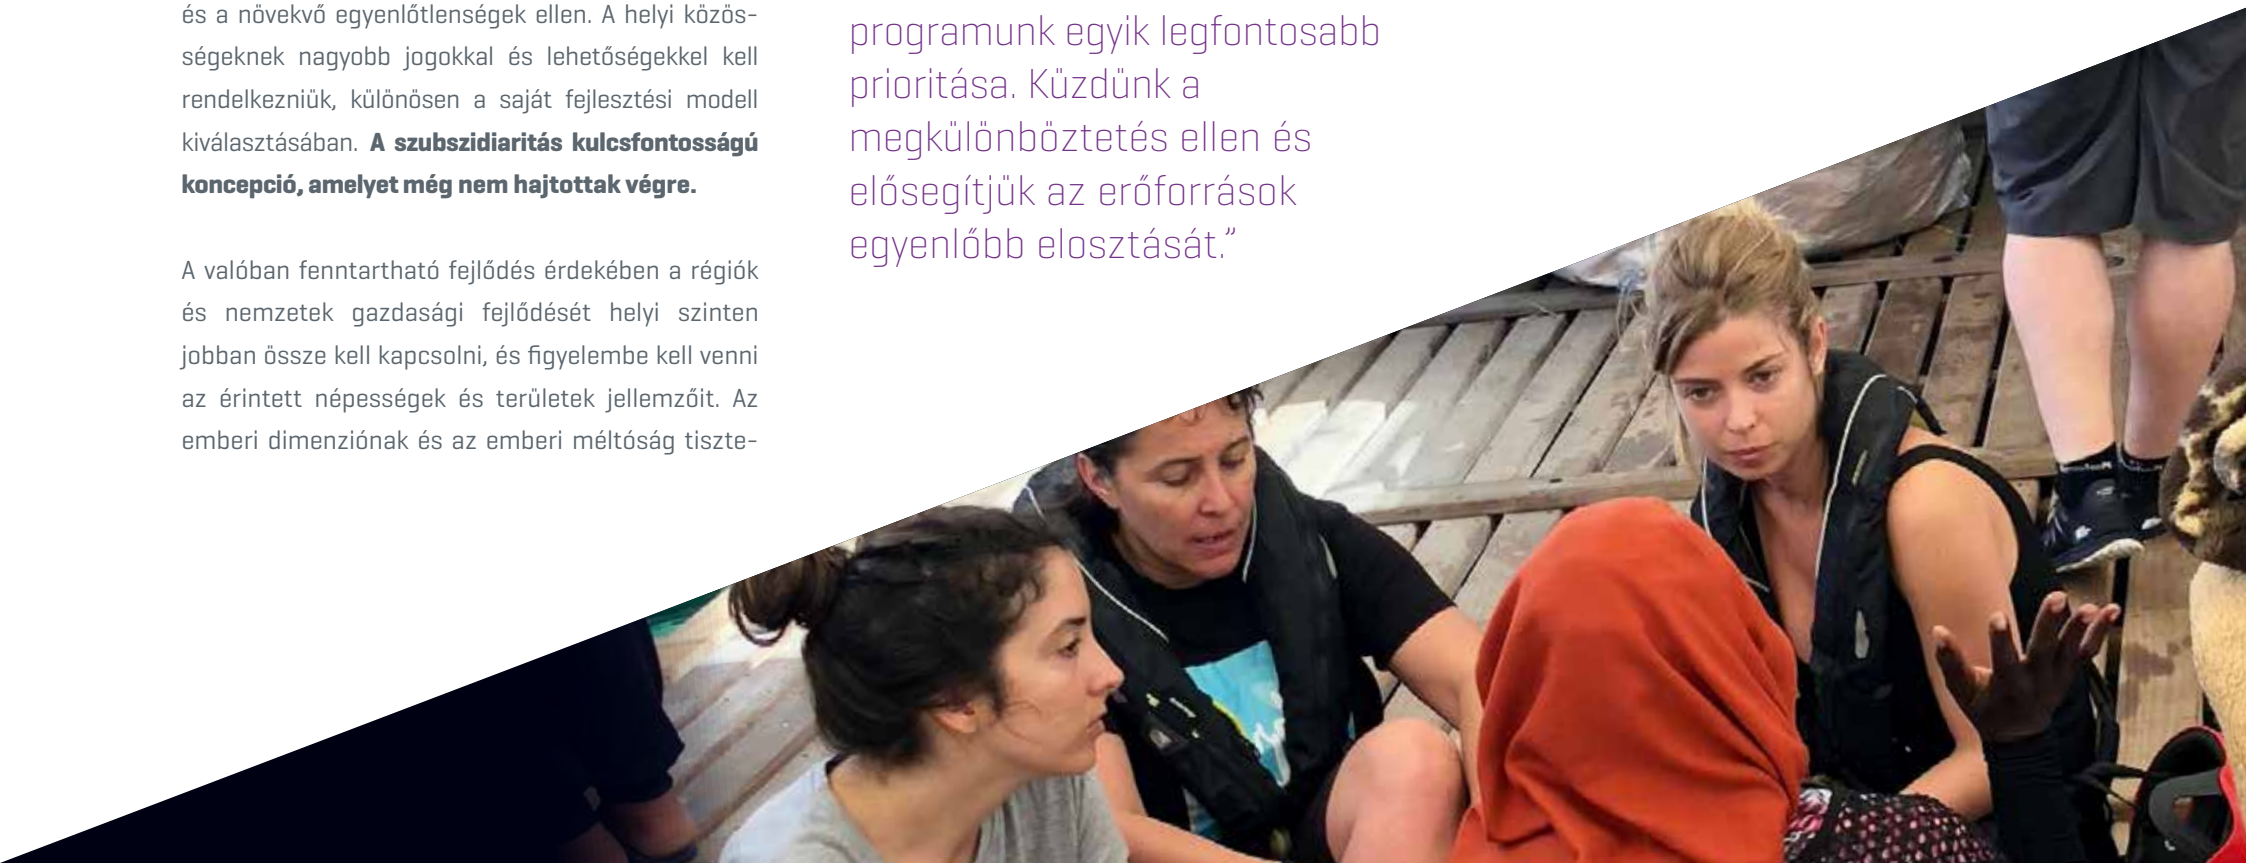 és a növekvő egyenlőtlenségek ellen. A helyi közös-
ségeknek nagyobb jogokkal és lehetőségekkel kell
rendelkezniük, különösen a saját fejlesztési modell
kiválasztásában. A szubszidiaritás kulcsfontosságú
koncepció, amelyet még nem hajtottak végre.
A valóban fenntartható fejlődés érdekében a régiók
és nemzetek gazdasági fejlődését helyi szinten
jobban össze kell kapcsolni, és figyelembe kell venni
az érintett népességek és területek jellemzőit. Az
emberi dimenziónak és az emberi méltóság tiszte-
programunk egyik legfontosabb
prioritása. Küzdünk a
megkülönböztetés ellen és
elősegítjük az erőforrások
egyenlőbb elosztását.”